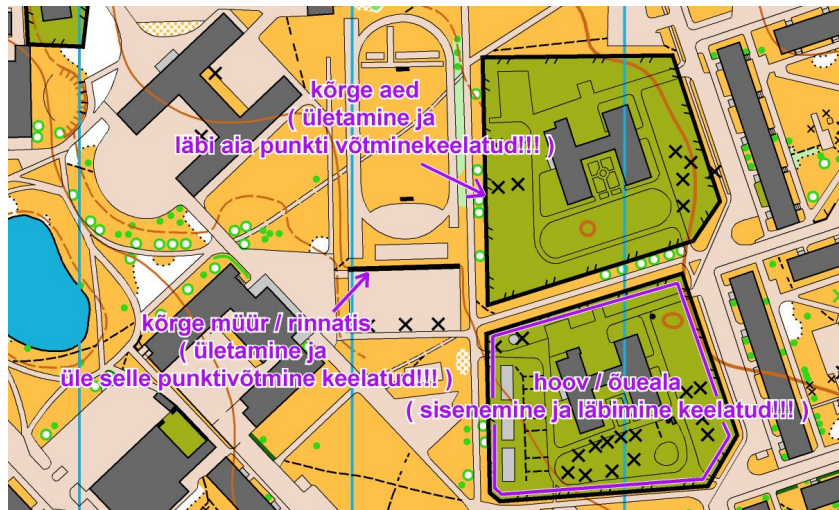 kõrge aed
( ületamine ja
läbi aia punkti võtminekeelatud!!! )
kõrge müür / rinnatis
( ületamine ja
üle selle punktivõtmine keelatud!!! )
hoov / õueala
( sisenemine ja läbimine keelatud!!! )